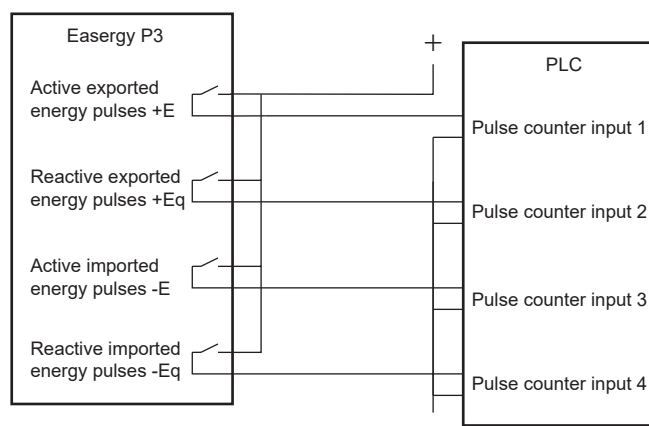 Easergy P3
Active exported
energy pulses +E
Reactive exported
energy pulses +Eq
Active imported
energy pulses -E
Reactive imported
energy pulses -Eq
+
PLC
Pulse counter input 1
Pulse counter input 2
Pulse counter input 3
Pulse counter input 4